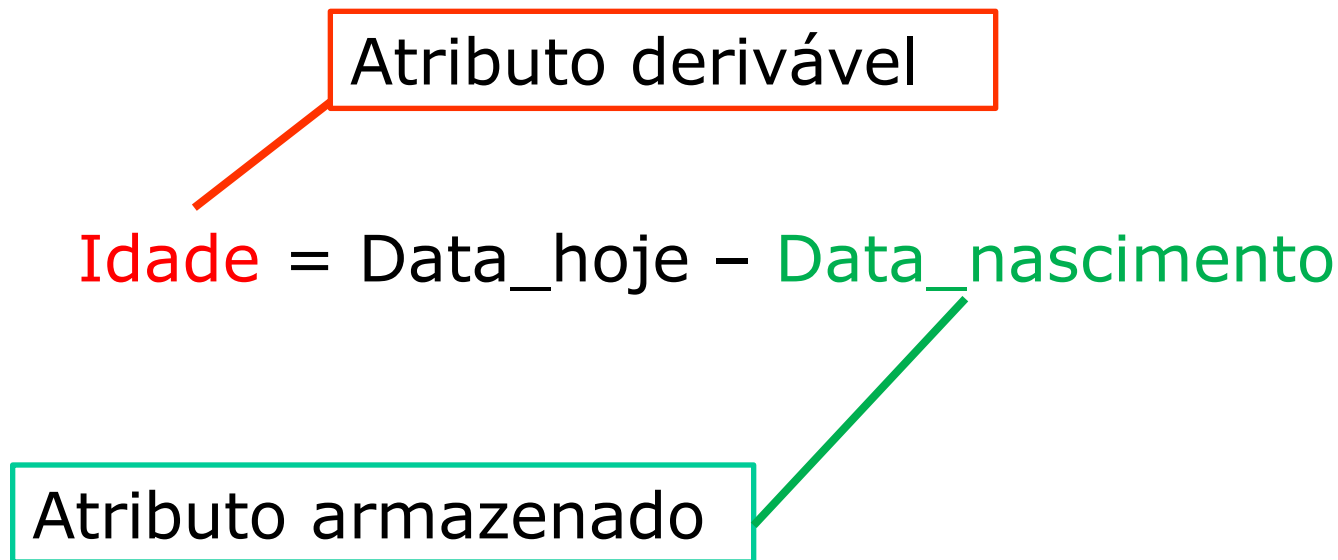 Atributo derivável
Idade = Data_hoje – Data_nascimento
Atributo armazenado